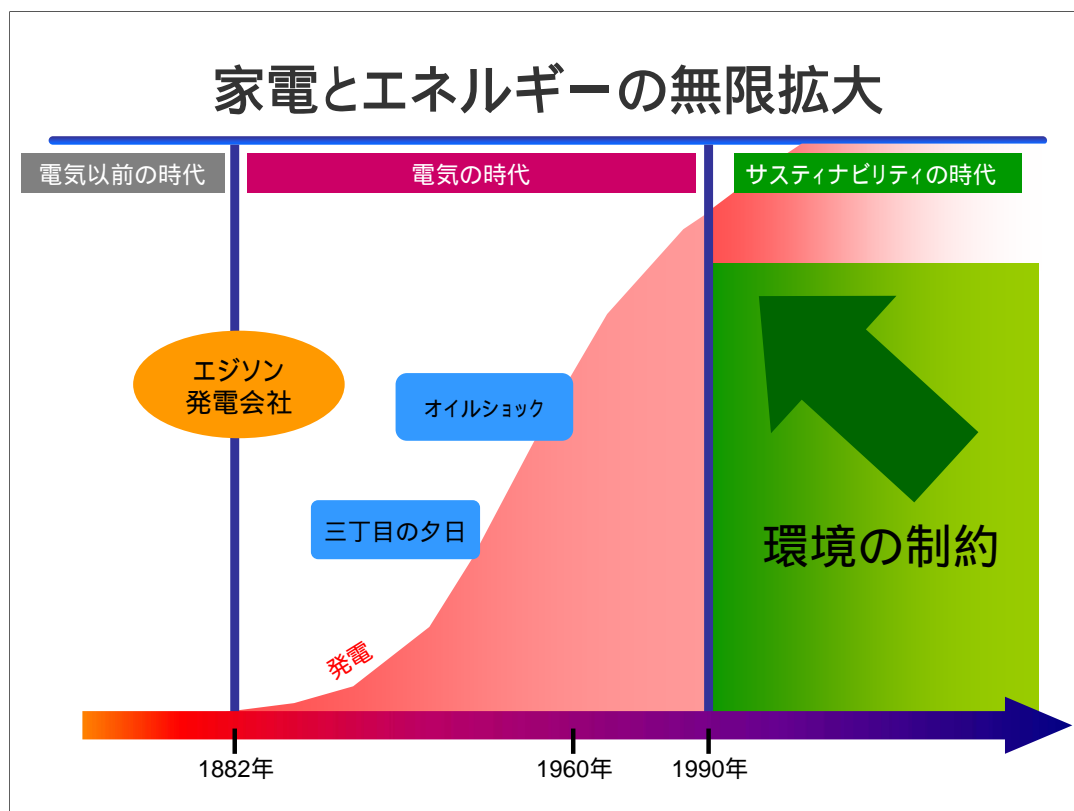 家電とエネルギーの無限拡大
電気以前の時代
電気の時代
サスティナビリティの時代
エジソン
発電会社
オイルショック
三丁目の夕日
環境の制約
発電
1882年
1960年
1990年